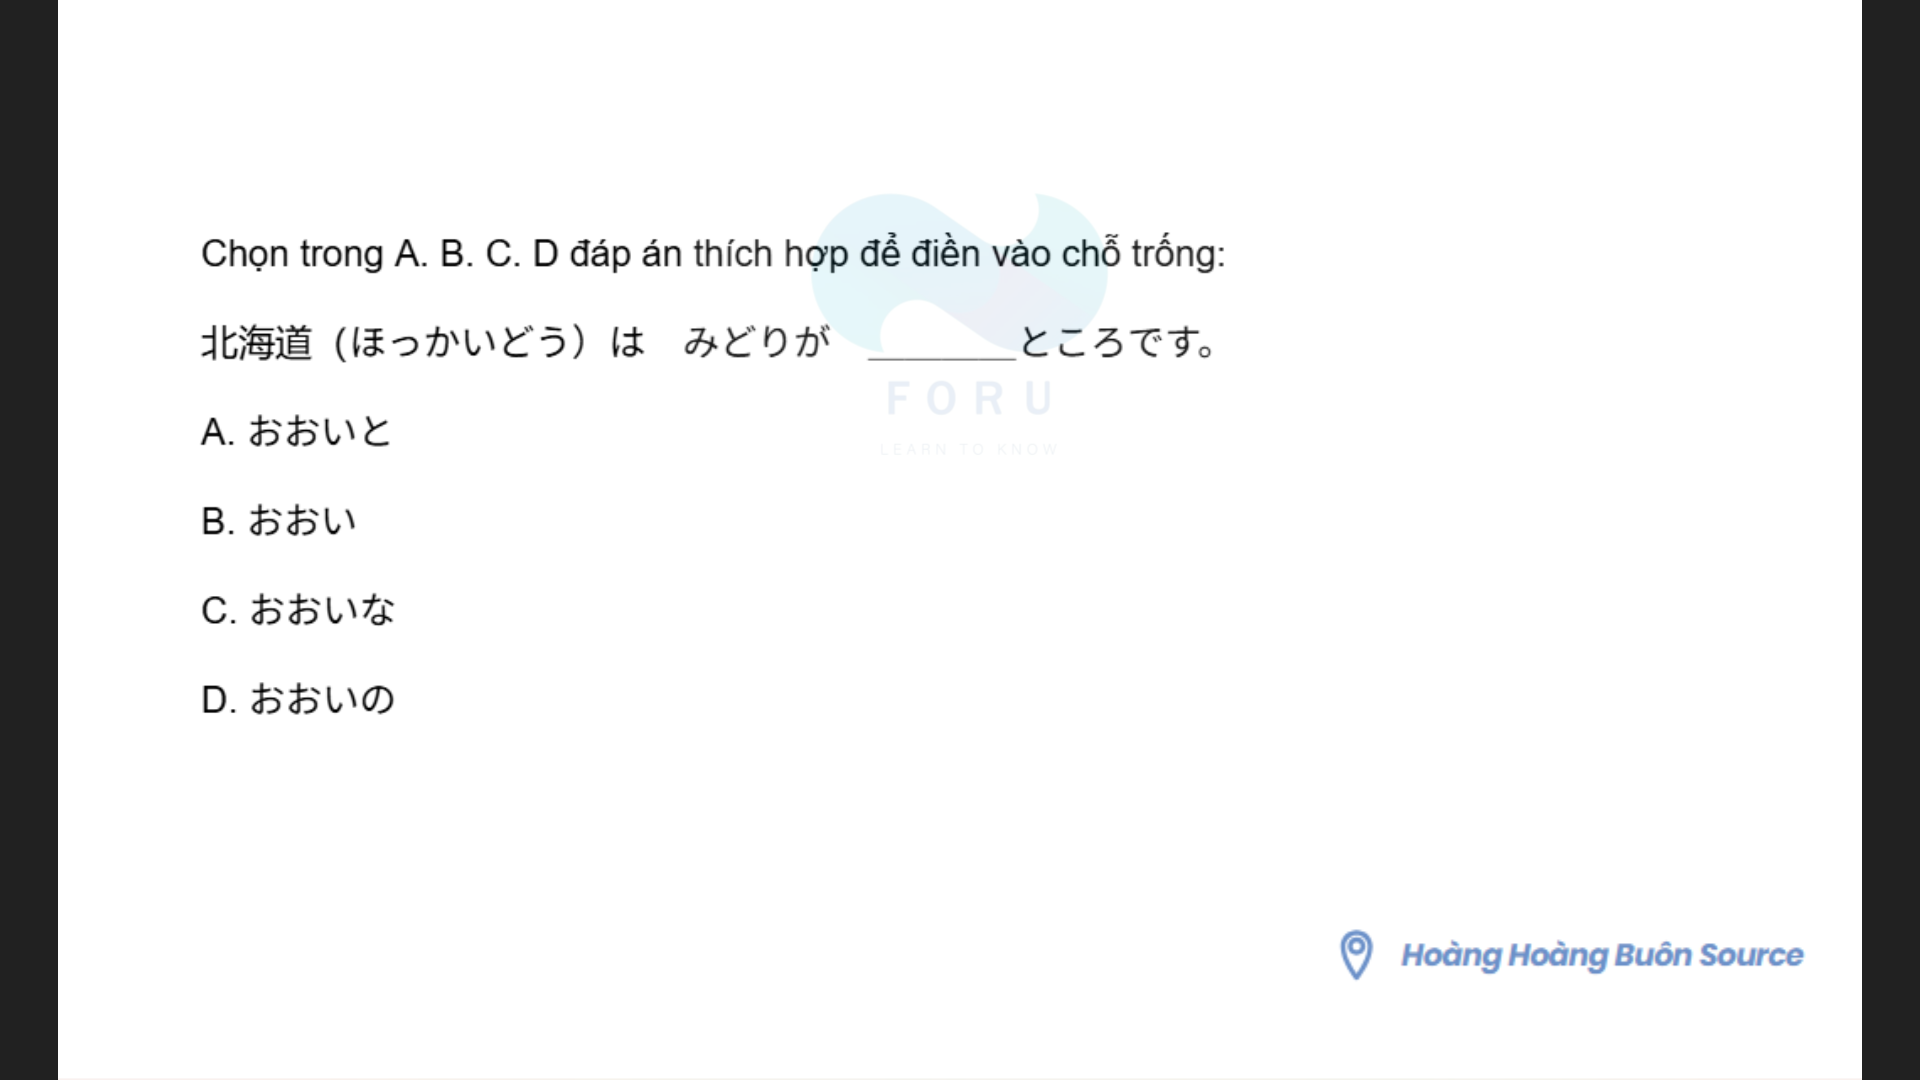 Chọn trong A. B. C. D đáp án thích hợp để điền vào chỗ trống:
北海道（ほっかいどう）は　みどりが　________ところです。
FORU
LEARN TO KNOW
A. おおいと
B. おおい
C. おおいな
D. おおいの
Hoàng Hoàng Buôn Source